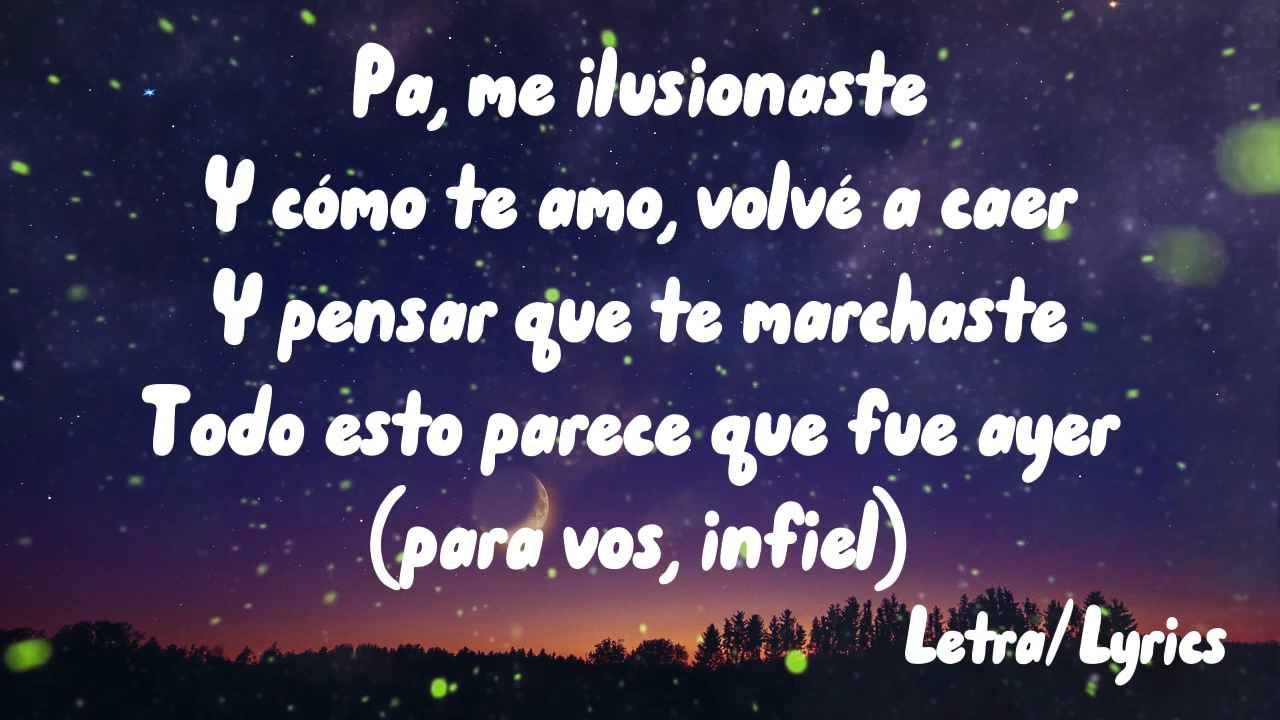 Pa, me ilusionaste
Y cómo te amo, volvé a caer
Y pensar que te marchaste
Todo esto parece que fue ayer
(para vos, infiel)
Letra/Lyrics